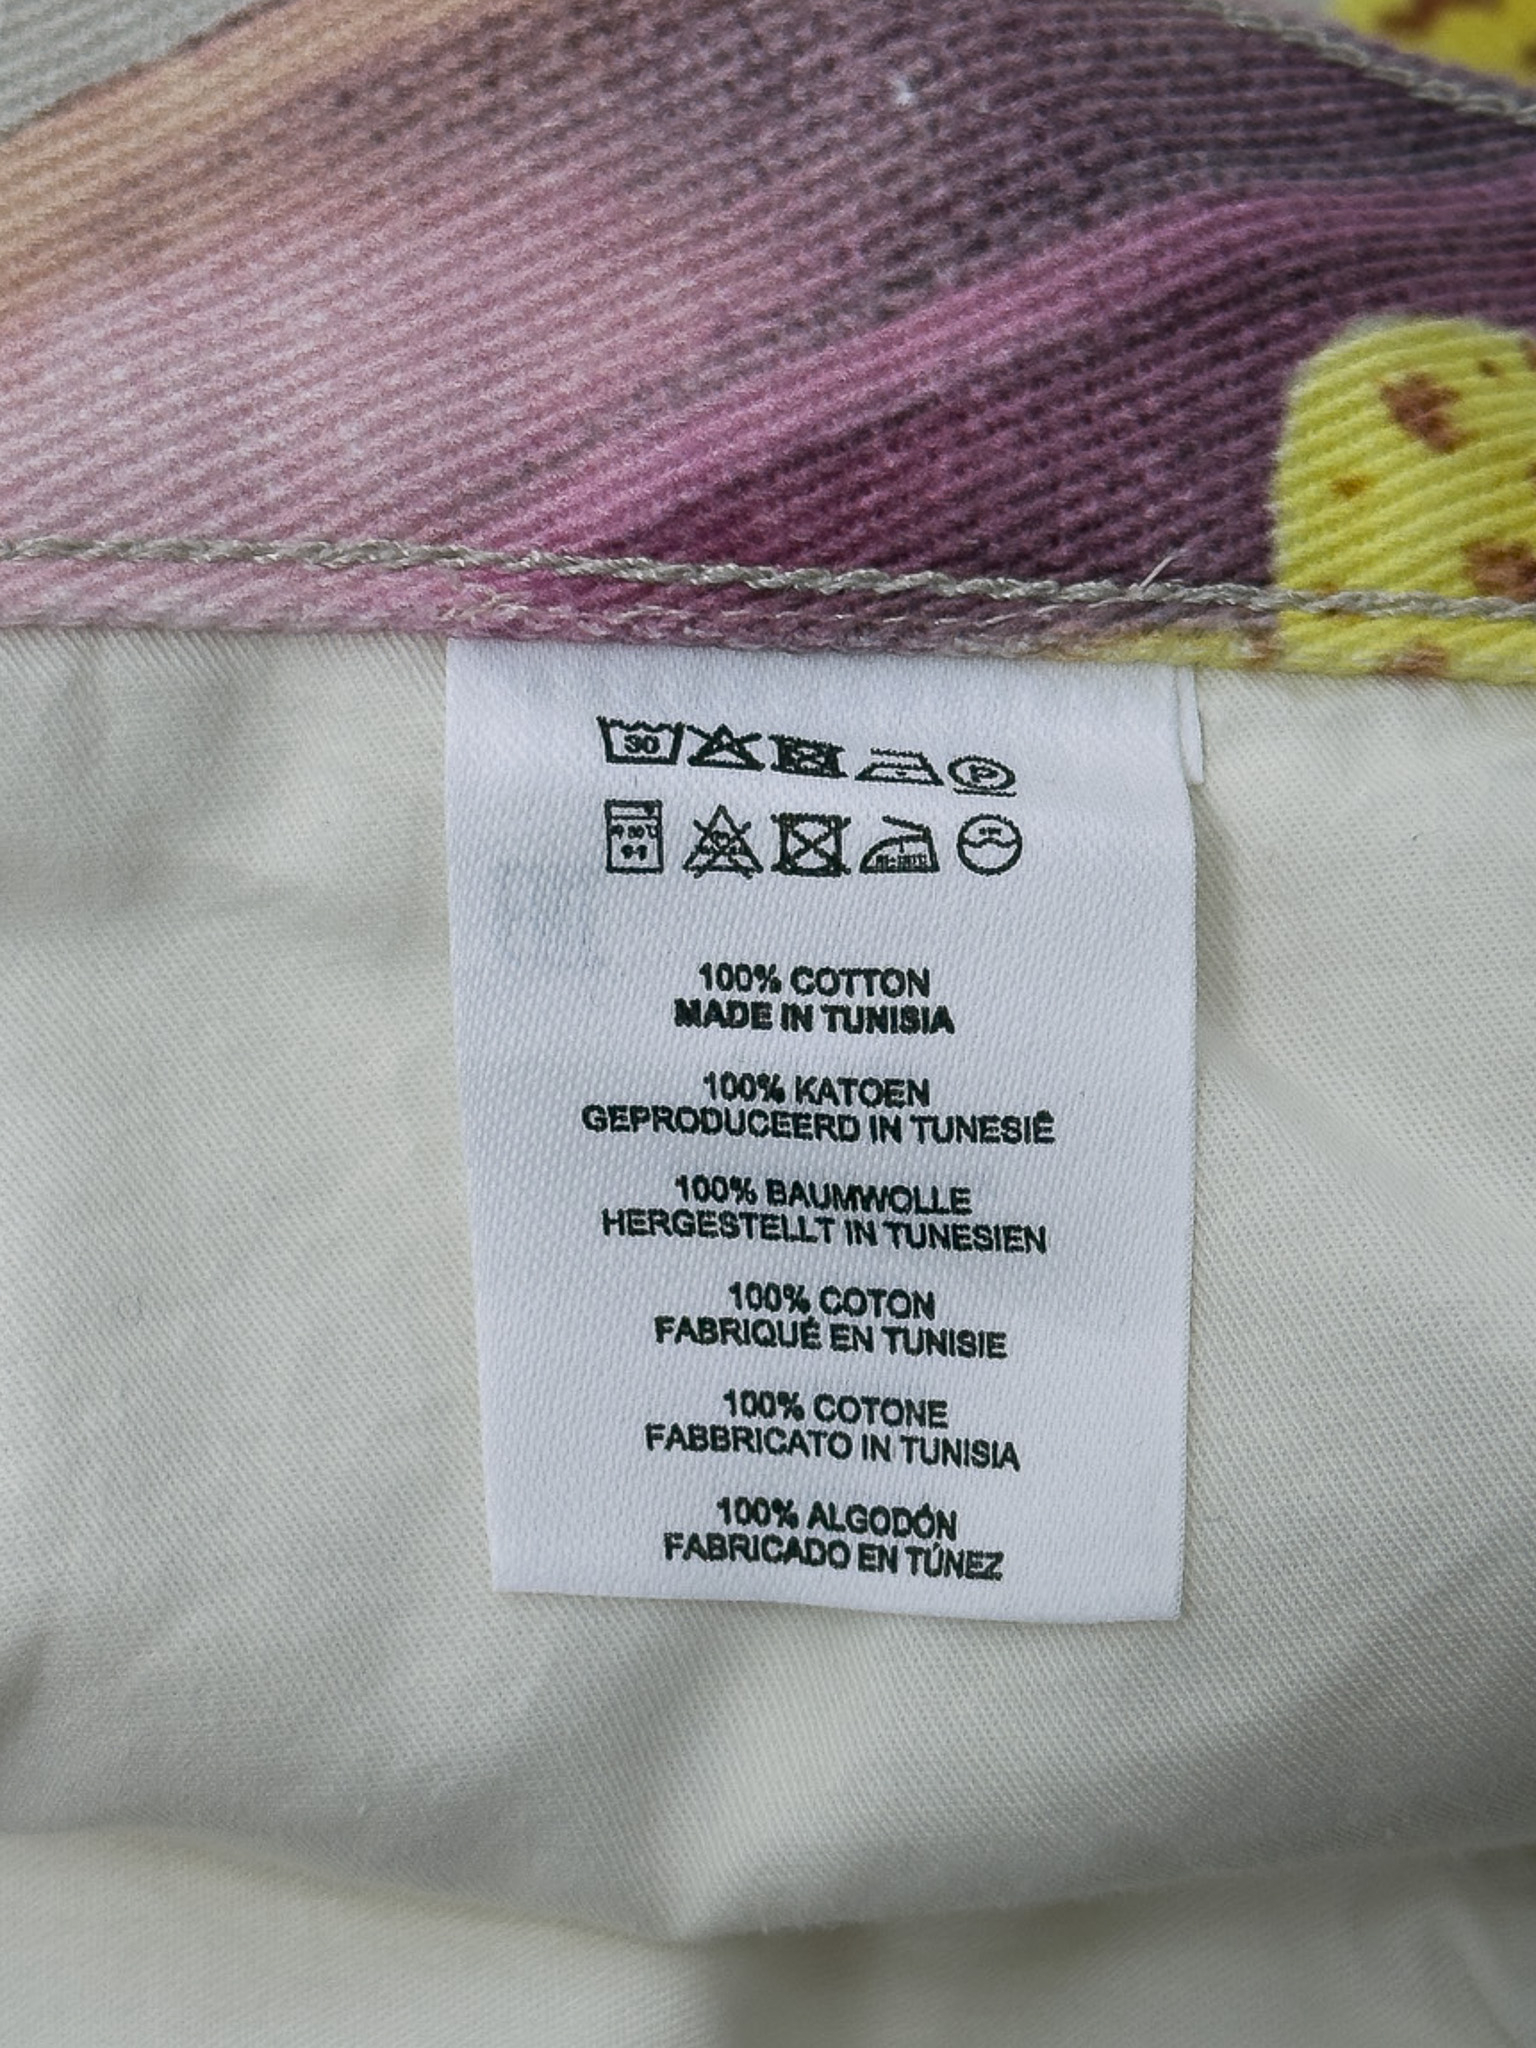 30
P
100% COTTON
MADE IN TUNISIA
100% KATOEN
GEPRODUCEERD IN TUNESIË
100% BAUMWOLLE
HERGESTELLT IN TUNESIEN
100% COTON
FABRIQUÉ EN TUNISIE
100% COTONE
FABBRICATO IN TUNISIA
100% ALGODÓN
FABRICADO EN TÚNEZ